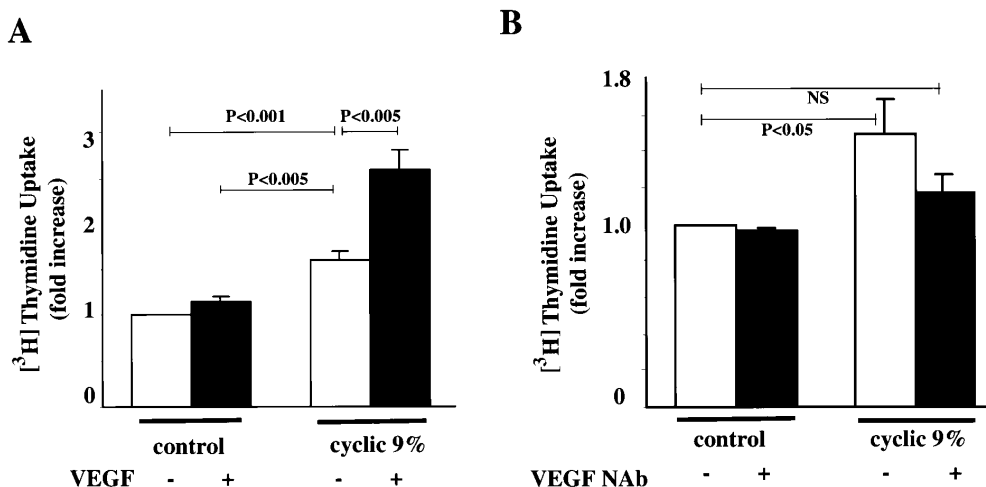 A
[³H] Thymidine Uptake
(fold increase)
3
2
1
0
P<0.001
P<0.005
P<0.005
control
cyclic 9%
VEGF - + - +
B
[³H] Thymidine Uptake
(fold increase)
1.8
1.0
0
NS
P<0.05
control
cyclic 9%
VEGF NAb - + - +